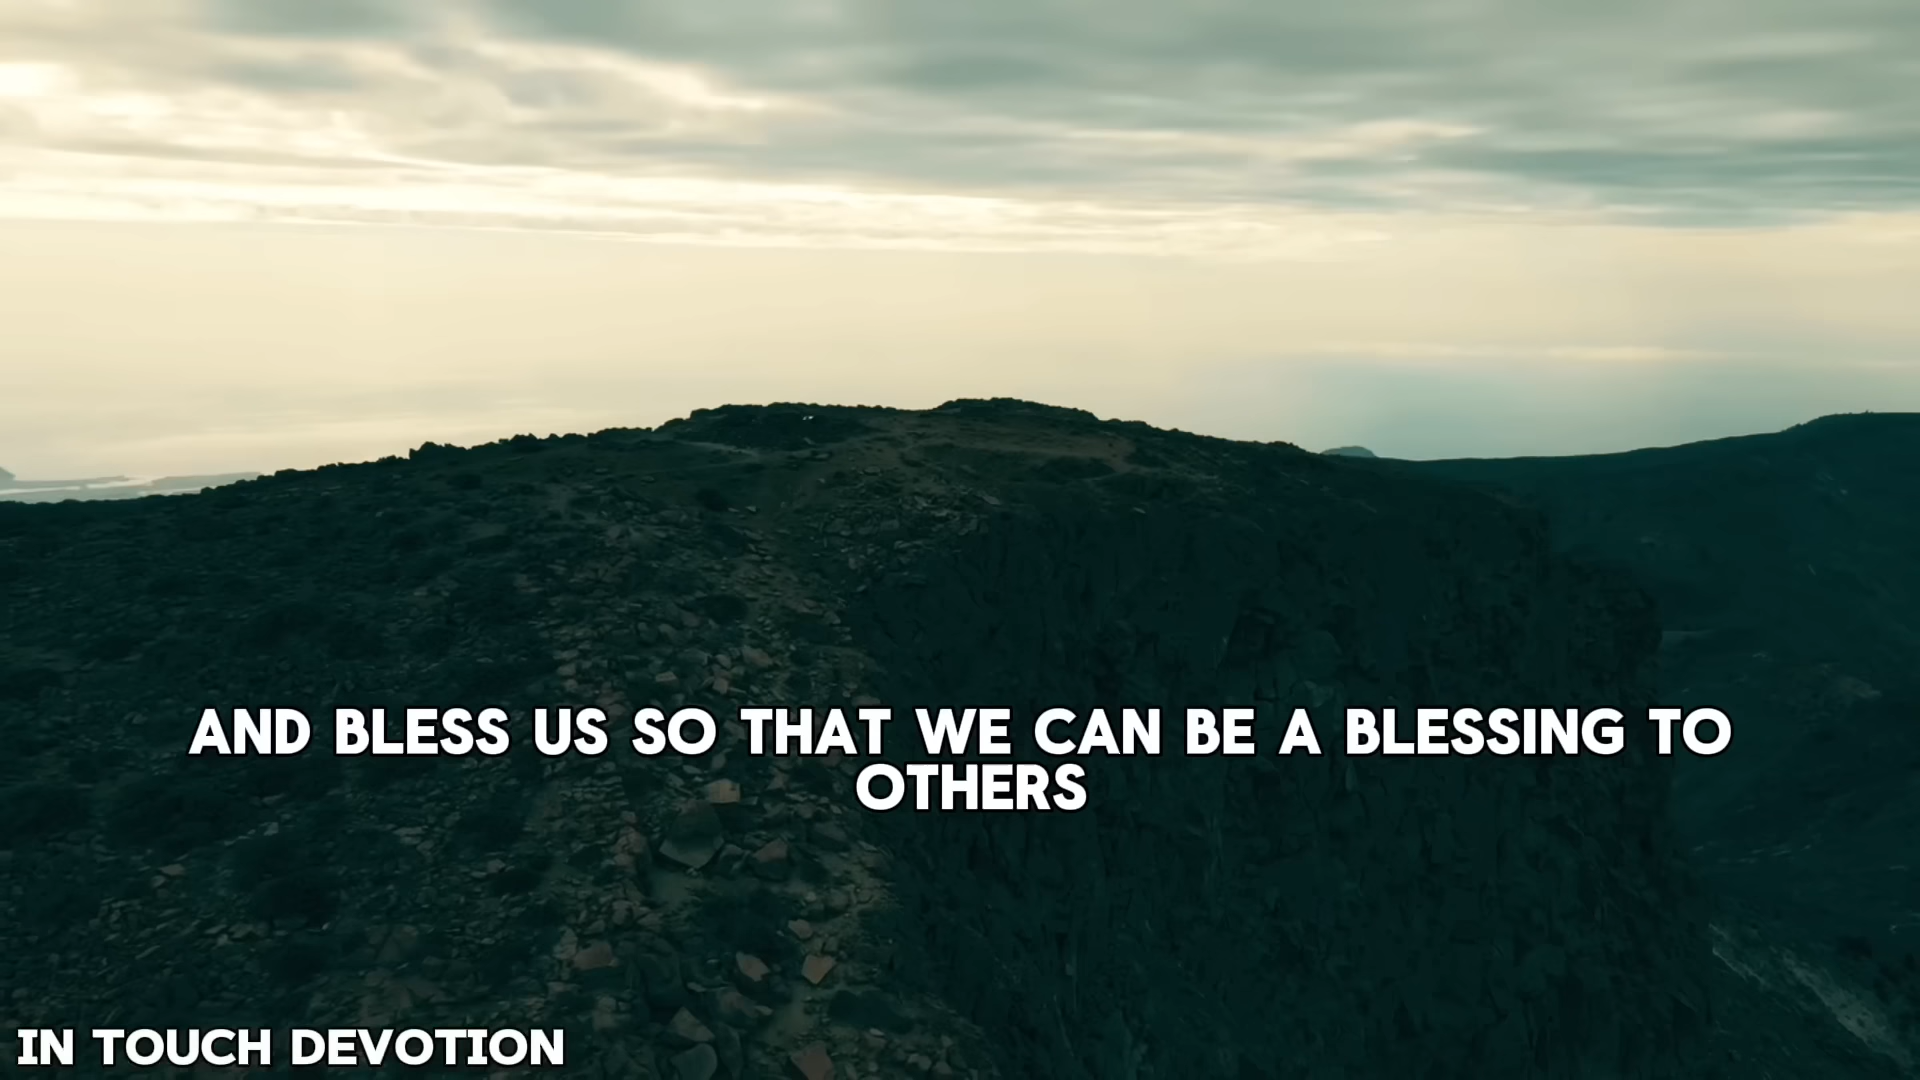 AND BLESS US SO THAT WE CAN BE A BLESSING TO
OTHERS
IN TOUCH DEVOTION